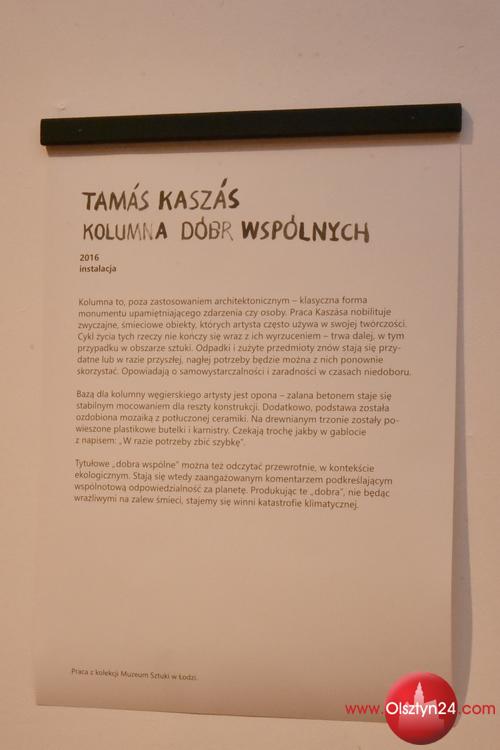 TAMÁS KASZÁS
KOLUMNA DÓBR WSPÓLNYCH
2016
instalacja
Kolumna to, poza zastosowaniem architektonicznym – klasyczna forma
monumentu upamiętniającego zdarzenia czy osoby. Praca Kaszása nobilituje
zwyczajne, śmieciowe obiekty, których artysta często używa w swojej twórczości.
Cykl życia tych rzeczy nie kończy się wraz z ich wyrzuceniem – trwa dalej, w tym
przypadku w obszarze sztuki. Odpadki i zużyte przedmioty znów stają się przy-
datne lub w razie przyszłej, nagłej potrzeby będzie można z nich ponownie
skorzystać. Opowiadają o samowystarczalności i zaradności w czasach niedoboru.
Bazą dla kolumny węgierskiego artysty jest opona – zalana betonem staje się
stabilnym mocowaniem dla reszty konstrukcji. Dodatkowo, podstawa została
ozdobiona mozaiką z potłuczonej ceramiki. Na drewnianym trzonie zostały po-
wieszone plastikowe butelki i karnistry. Czekają trochę jakby w gablocie
z napisem: „W razie potrzeby zbić szybkę”.
Tytułowe „dobra wspólne” można też odczytać przewrotnie, w kontekście
ekologicznym. Stają się wtedy zaangażowanym komentarzem podkreślającym
wspólnotową odpowiedzialność za planetę. Produkując te „dobra”, nie będąc
wrażliwymi na zalew śmieci, stajemy się winni katastrofie klimatycznej.
Praca z kolekcji Muzeum Sztuki w Łodzi.
www.Olsztyn24.com